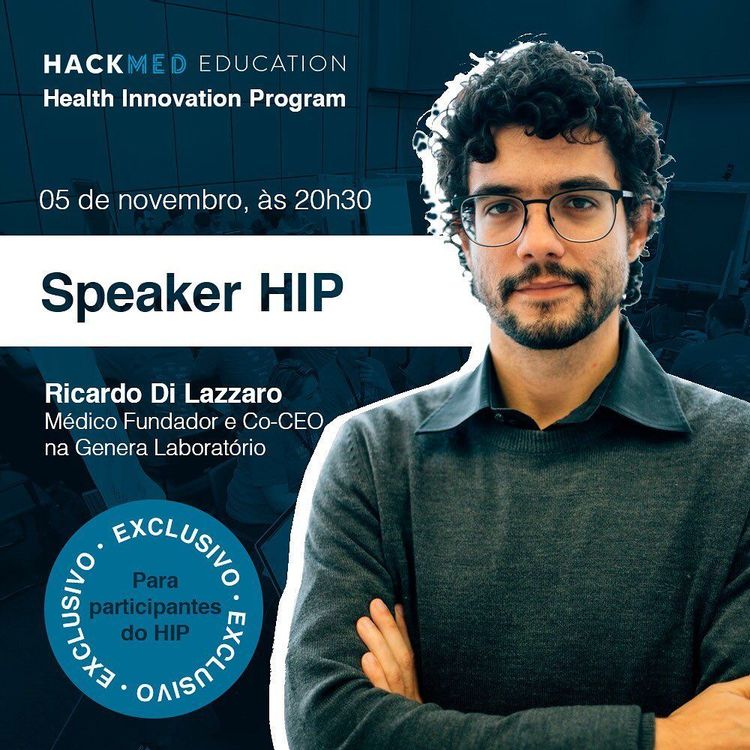 HACKMED EDUCATION
Health Innovation Program
05 de novembro, às 20h30
Speaker HIP
Ricardo Di Lazzaro
Médico Fundador e Co-CEO
na Genera Laboratório
EXCLUSIVO · EXCLUSIVO · EXCLUSIVO ·
Para
participantes
do HIP